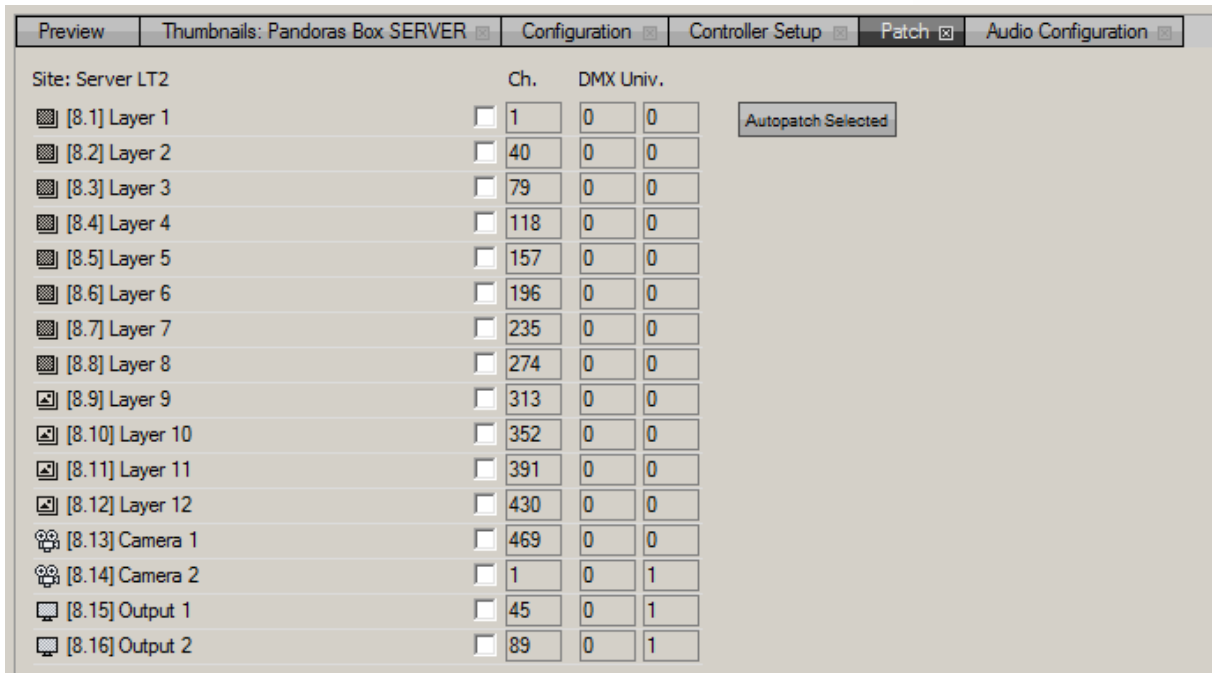 Preview Thumbnails: Pandoras Box SERVER Configuration Controller Setup Patch Audio Configuration
Site: Server LT2 Ch. DMX Univ.
[8.1] Layer 1 1 0 0 Autopatch Selected
[8.2] Layer 2 40 0 0
[8.3] Layer 3 79 0 0
[8.4] Layer 4 118 0 0
[8.5] Layer 5 157 0 0
[8.6] Layer 6 196 0 0
[8.7] Layer 7 235 0 0
[8.8] Layer 8 274 0 0
[8.9] Layer 9 313 0 0
[8.10] Layer 10 352 0 0
[8.11] Layer 11 391 0 0
[8.12] Layer 12 430 0 0
[8.13] Camera 1 469 0 0
[8.14] Camera 2 1 0 1
[8.15] Output 1 45 0 1
[8.16] Output 2 89 0 1